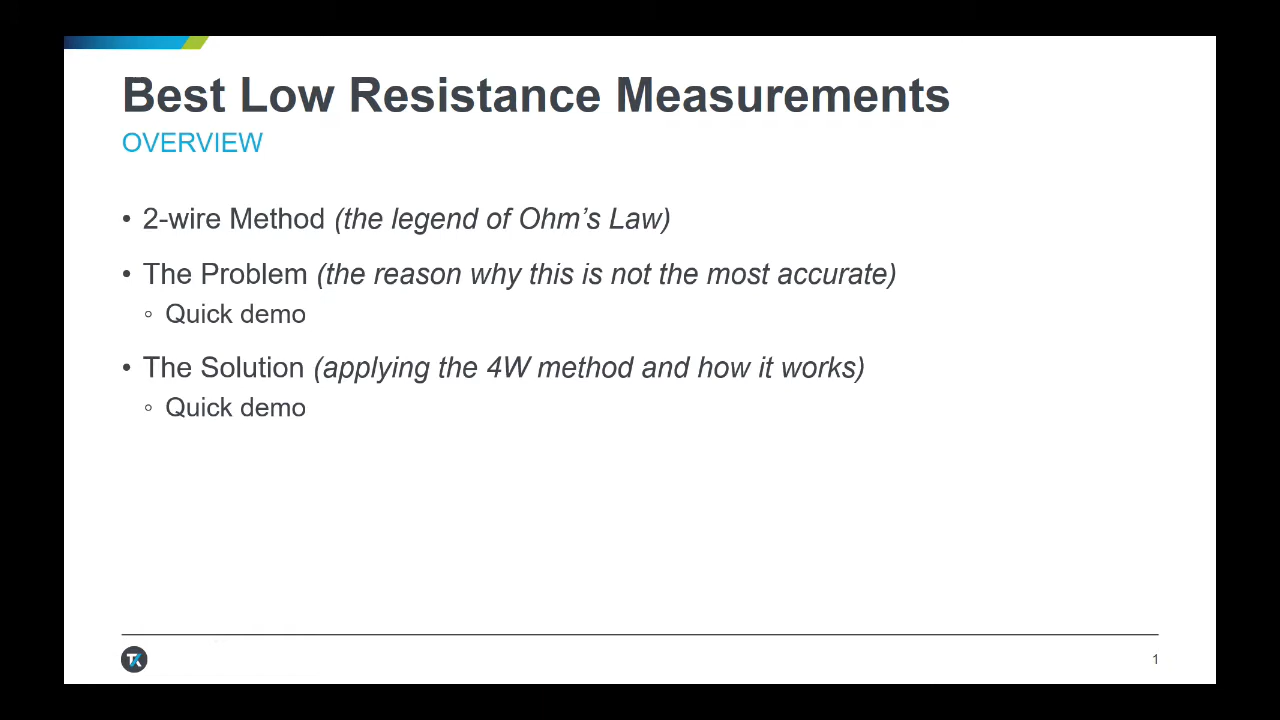 Best Low Resistance Measurements
OVERVIEW
• 2-wire Method (the legend of Ohm’s Law)
• The Problem (the reason why this is not the most accurate)
◦ Quick demo
• The Solution (applying the 4W method and how it works)
◦ Quick demo
1